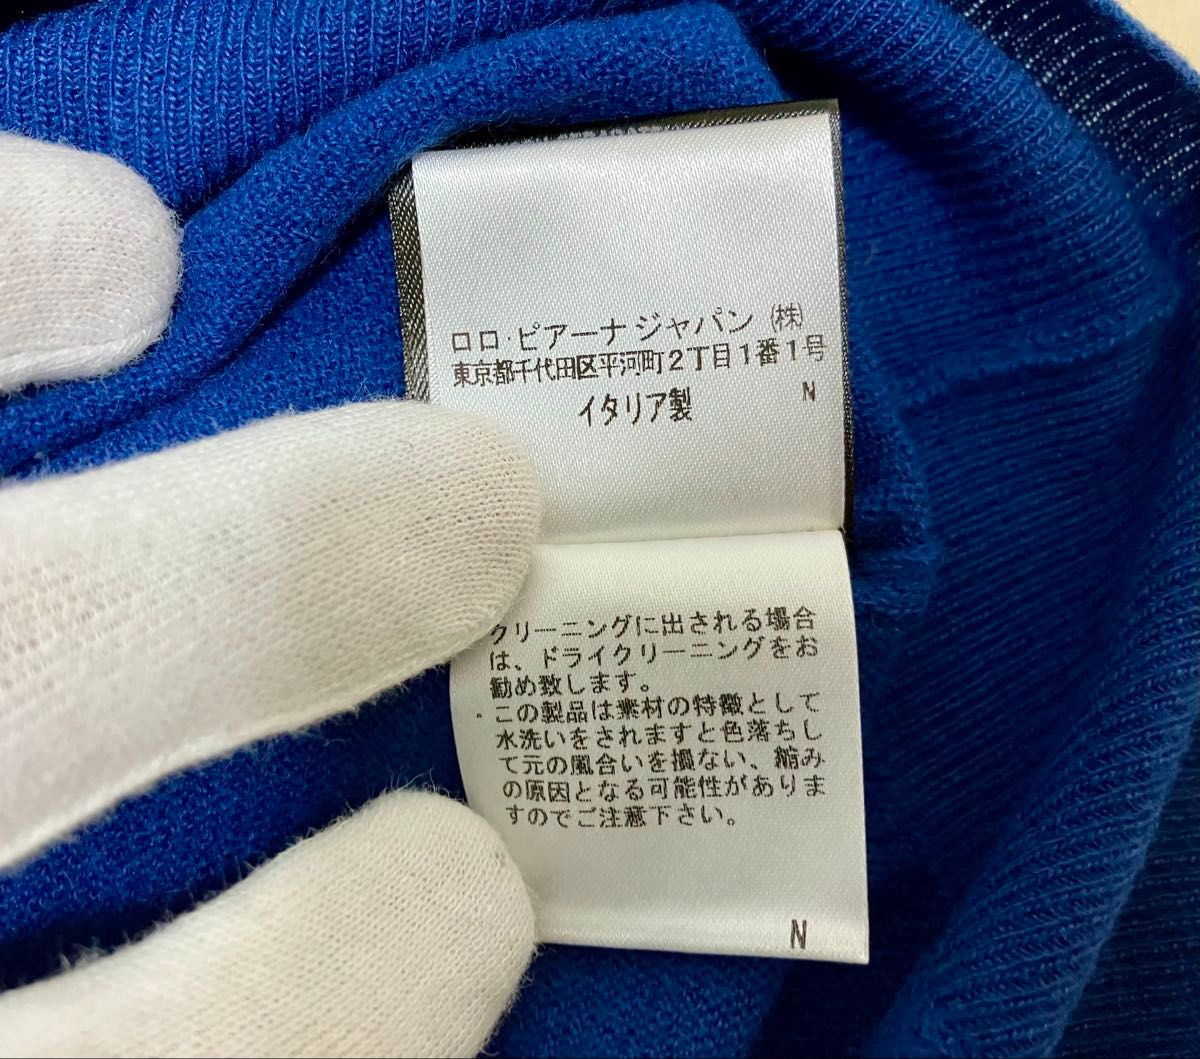 ロロ・ピアーナ ジャパン ㈱
東京都千代田区平河町2丁目1番1号
イタリア製 N
クリーニングに出される場合
は、ドライクリーニングをお
勧め致します。
・この製品は素材の特徴として
水洗いをされますと色落ちし
て元の風合いを損ない、縮み
の原因となる可能性がありま
すのでご注意下さい。
N